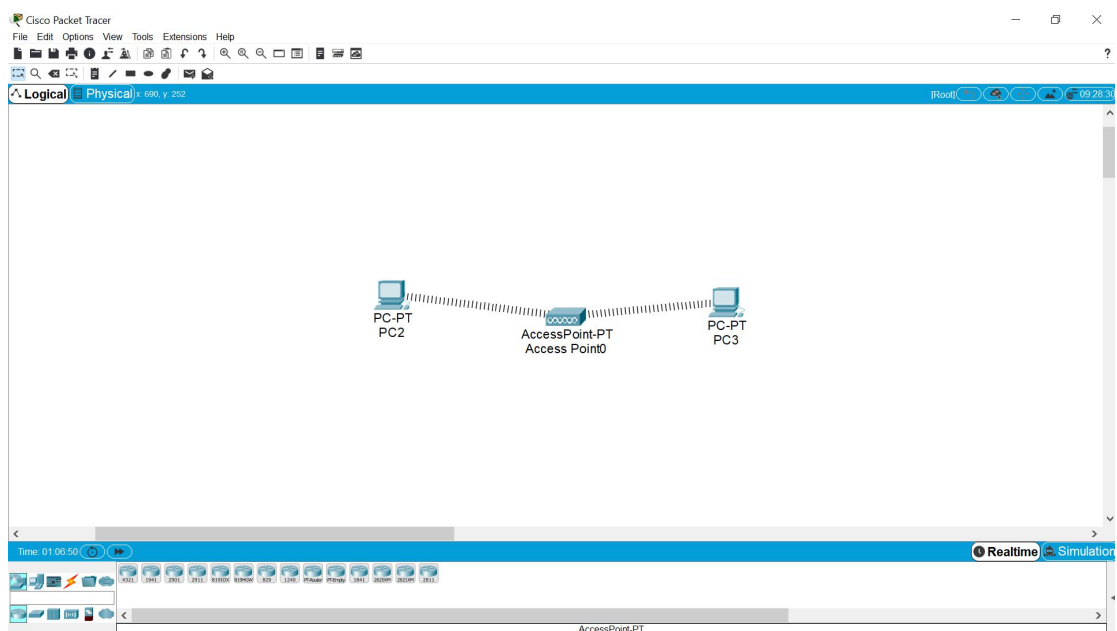 Cisco Packet Tracer
File Edit Options View Tools Extensions Help
?
Logical Physical x: 690, y: 252 [Root] 09:28:30
PC-PT
PC2
AccessPoint-PT
Access Point0
PC-PT
PC3
Time: 01:06:50 Realtime Simulation
4321 1941 2901 2911 819IOX 819HGW 829 1240 PT-Router PT-Empty 1841 2620XM 2621XM 2811
AccessPoint-PT